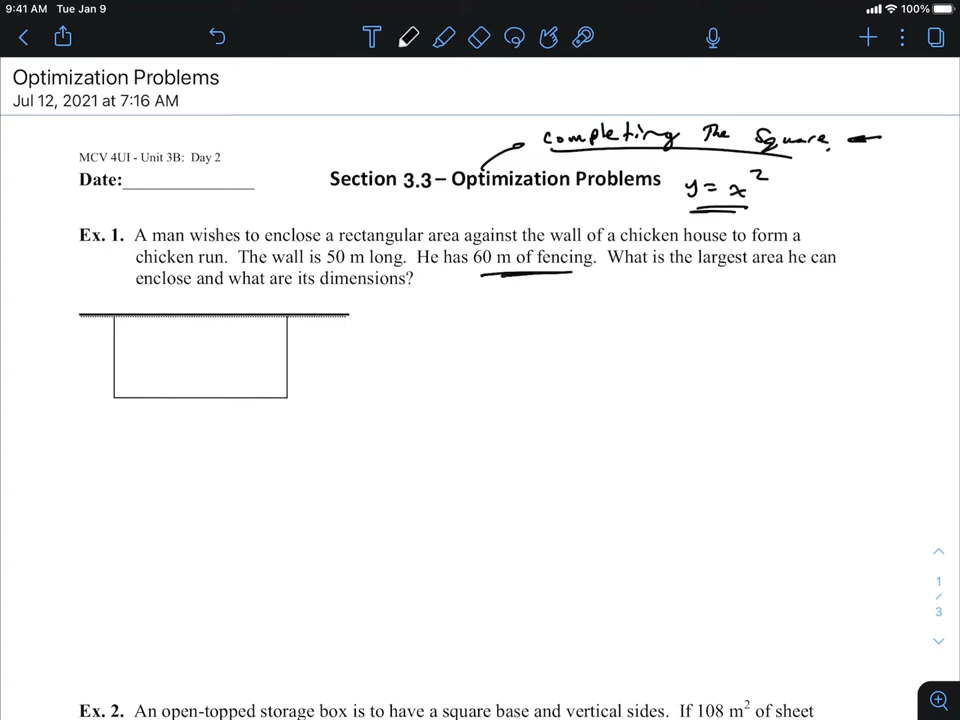 9:41 AM Tue Jan 9
100%
T
Optimization Problems
Jul 12, 2021 at 7:16 AM
completing The Square
MCV 4UI - Unit 3B: Day 2
Date:______________
Section 3.3 – Optimization Problems
y = x²
Ex. 1. A man wishes to enclose a rectangular area against the wall of a chicken house to form a
chicken run. The wall is 50 m long. He has 60 m of fencing. What is the largest area he can
enclose and what are its dimensions?
1
/
3
Ex. 2. An open-topped storage box is to have a square base and vertical sides. If 108 m² of sheet